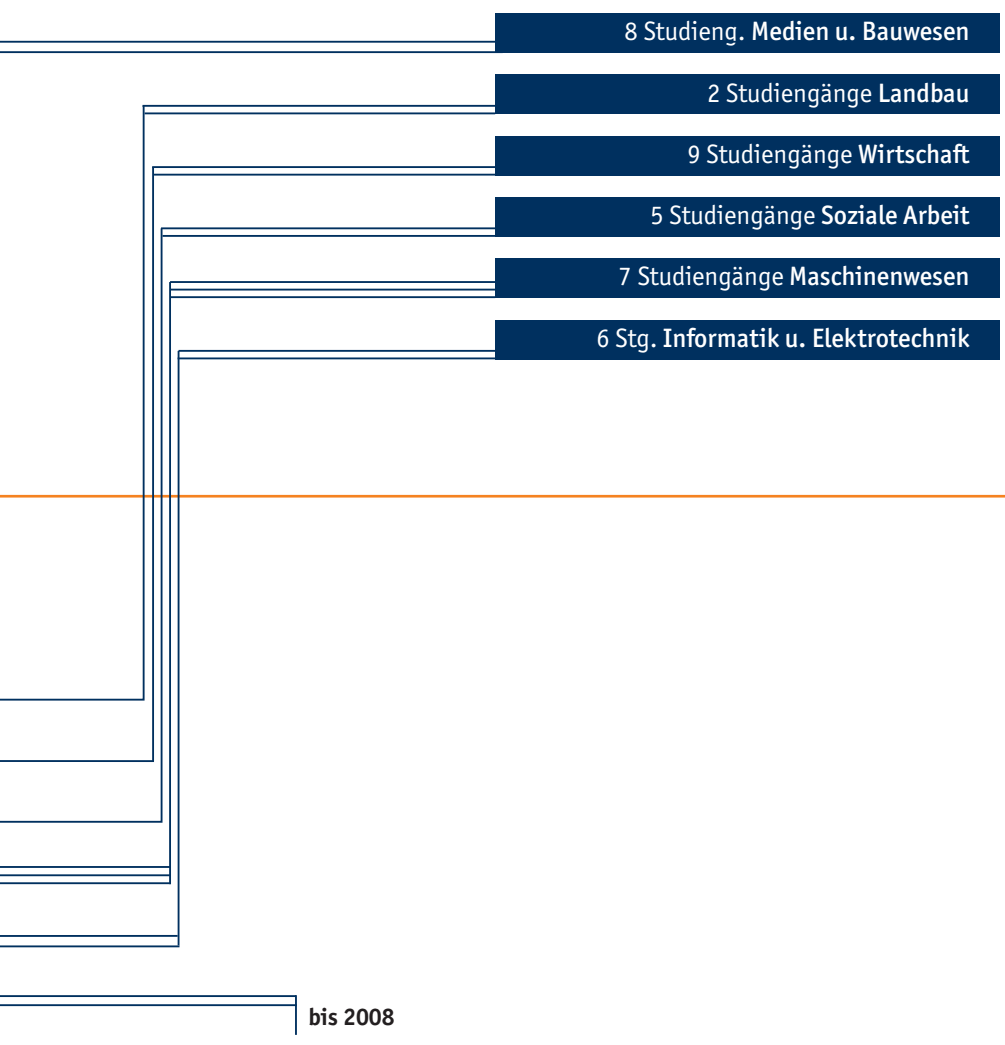 8 Studieng. Medien u. Bauwesen
2 Studiengänge Landbau
9 Studiengänge Wirtschaft
5 Studiengänge Soziale Arbeit
7 Studiengänge Maschinenwesen
6 Stg. Informatik u. Elektrotechnik
bis 2008